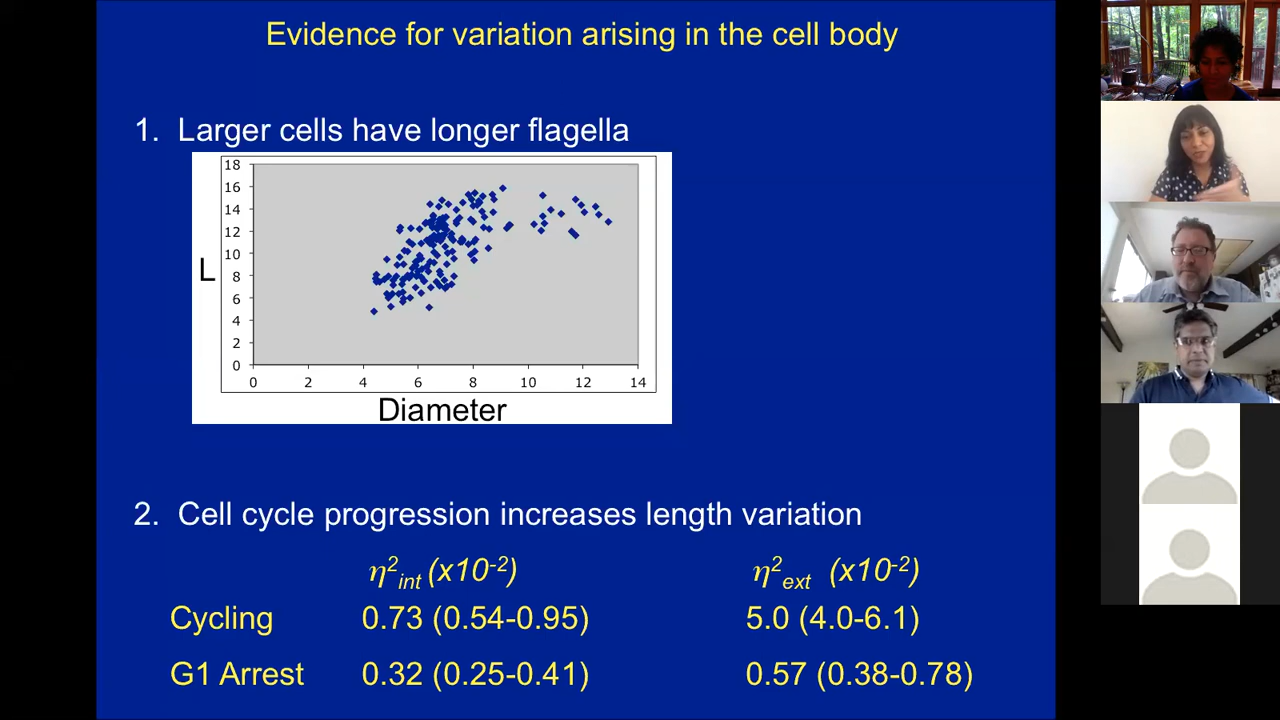 Evidence for variation arising in the cell body
1. Larger cells have longer flagella
18
16
14
12
10
8
6
4
2
0
L
0 2 4 6 8 10 12 14
Diameter
2. Cell cycle progression increases length variation
η²int (x10⁻²) η²ext (x10⁻²)
Cycling 0.73 (0.54-0.95) 5.0 (4.0-6.1)
G1 Arrest 0.32 (0.25-0.41) 0.57 (0.38-0.78)